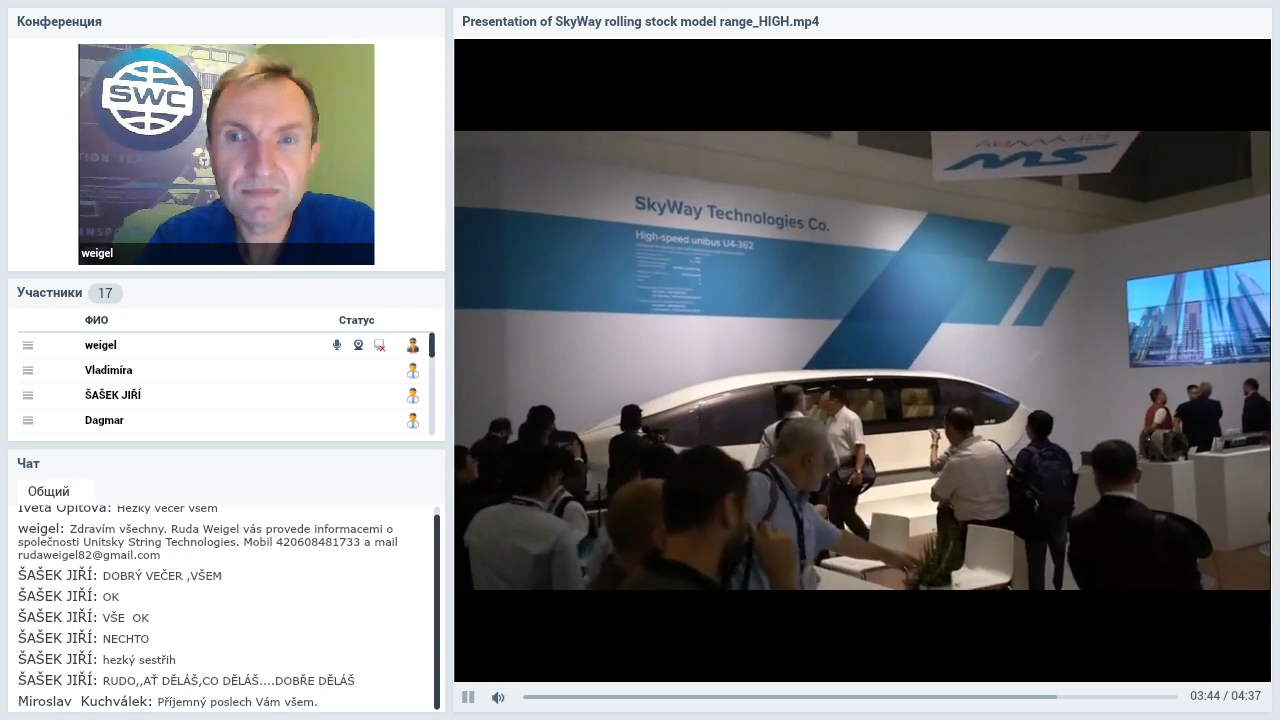 Конференция
SWC
weigel
Участники 17
ФИО Статус
weigel
Vladimíra
ŠAŠEK JIŘÍ
Dagmar
Чат
Общий
Iveta Opitová: Hezký večer všem
weigel: Zdravím všechny. Ruda Weigel vás provede informacemi o
společnosti Unitsky String Technologies. Mobil 420608481733 a mail
rudaweigel82@gmail.com
ŠAŠEK JIŘÍ: DOBRÝ VEČER ,VŠEM
ŠAŠEK JIŘÍ: OK
ŠAŠEK JIŘÍ: VŠE OK
ŠAŠEK JIŘÍ: NECHTO
ŠAŠEK JIŘÍ: hezký sestřih
ŠAŠEK JIŘÍ: RUDO,,AŤ DĚLÁŠ,CO DĚLÁŠ....DOBŘE DĚLÁŠ
Miroslav Kuchválek: Příjemný poslech Vám všem.
Presentation of SkyWay rolling stock model range_HIGH.mp4
SkyWay Technologies Co.
High-speed unibus U4-362
03:44 / 04:37